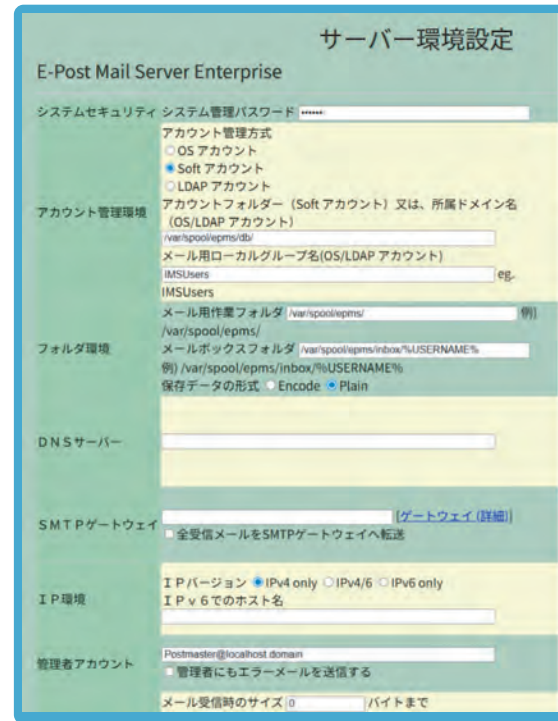 サーバー環境設定
E-Post Mail Server Enterprise
システムセキュリティ システム管理パスワード ••••••
アカウント管理方式
OS アカウント
Soft アカウント
LDAP アカウント
アカウント管理環境
アカウントフォルダー（Soft アカウント）又は、所属ドメイン名
（OS/LDAP アカウント）
/var/spool/epms/db/
メール用ローカルグループ名(OS/LDAP アカウント)
IMSUsers eg.
IMSUsers
メール用作業フォルダ /var/spool/epms/ 例)
/var/spool/epms/
フォルダ環境
メールボックスフォルダ /var/spool/epms/inbox/%USERNAME%
例) /var/spool/epms/inbox/%USERNAME%
保存データの形式 Encode Plain
ＤＮＳサーバー
ＳＭＴＰゲートウェイ
[ゲートウェイ (詳細)]
全受信メールをSMTPゲートウェイへ転送
ＩＰ環境
ＩＰバージョン IPv4 only IPv4/6 IPv6 only
ＩＰｖ６でのホスト名
管理者アカウント
Postmaster@localhost.domain
管理者にもエラーメールを送信する
メール受信時のサイズ 0 バイトまで